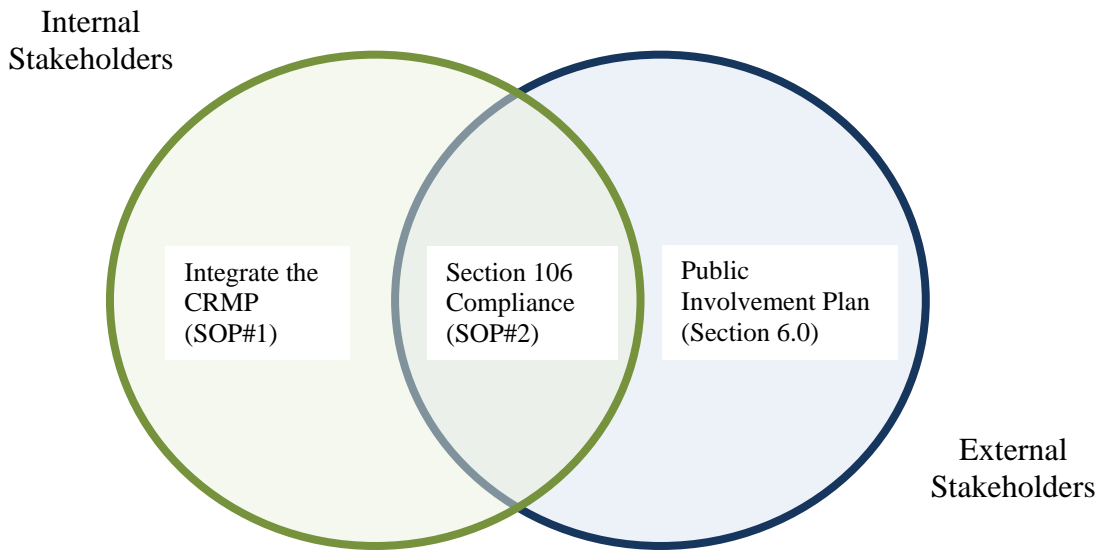 Internal
Stakeholders
Integrate the
CRMP
(SOP#1)
Section 106
Compliance
(SOP#2)
Public
Involvement Plan
(Section 6.0)
External
Stakeholders